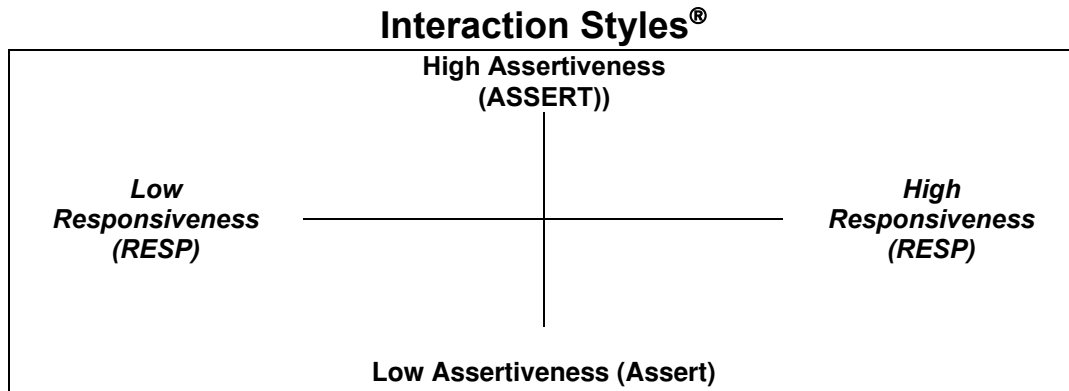 Interaction Styles®
High Assertiveness
(ASSERT))
Low
Responsiveness
(RESP)
High
Responsiveness
(RESP)
Low Assertiveness (Assert)